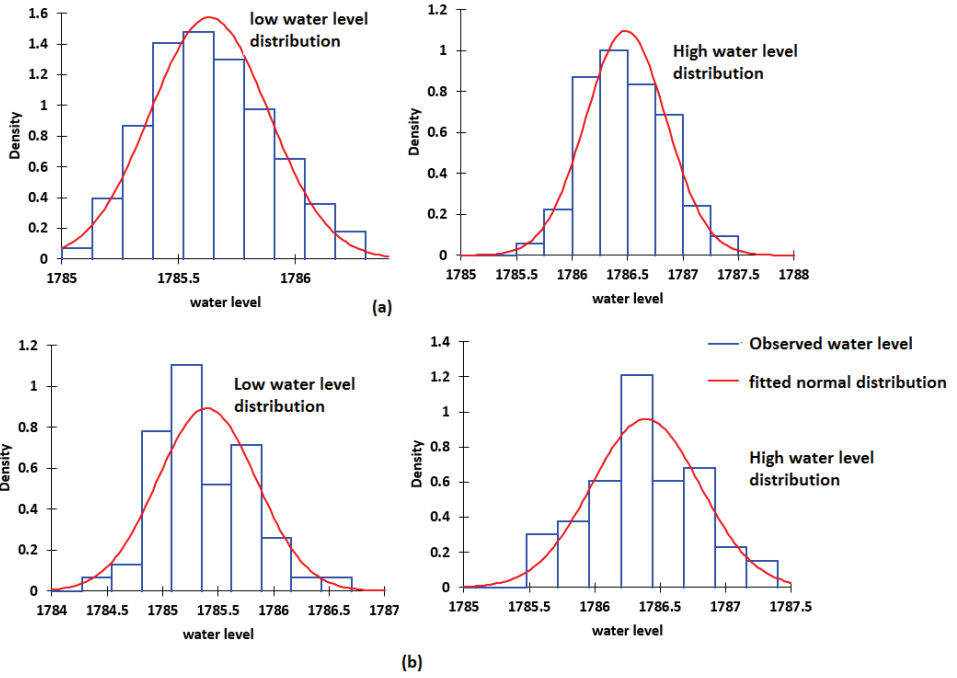 low water level
distribution
Density
1.6
1.4
1.2
1
0.8
0.6
0.4
0.2
0
1785
1785.5
1786
water level
High water level
distribution
Density
1.2
1
0.8
0.6
0.4
0.2
0
1785
1785.5
1786
1786.5
1787
1787.5
1788
water level
(a)
Low water level
distribution
Density
1.2
1
0.8
0.6
0.4
0.2
0
1784
1784.5
1785
1785.5
1786
1786.5
1787
water level
Observed water level
fitted normal distribution
High water level
distribution
Density
1.4
1.2
1
0.8
0.6
0.4
0.2
0
1785
1785.5
1786
1786.5
1787
1787.5
water level
(b)